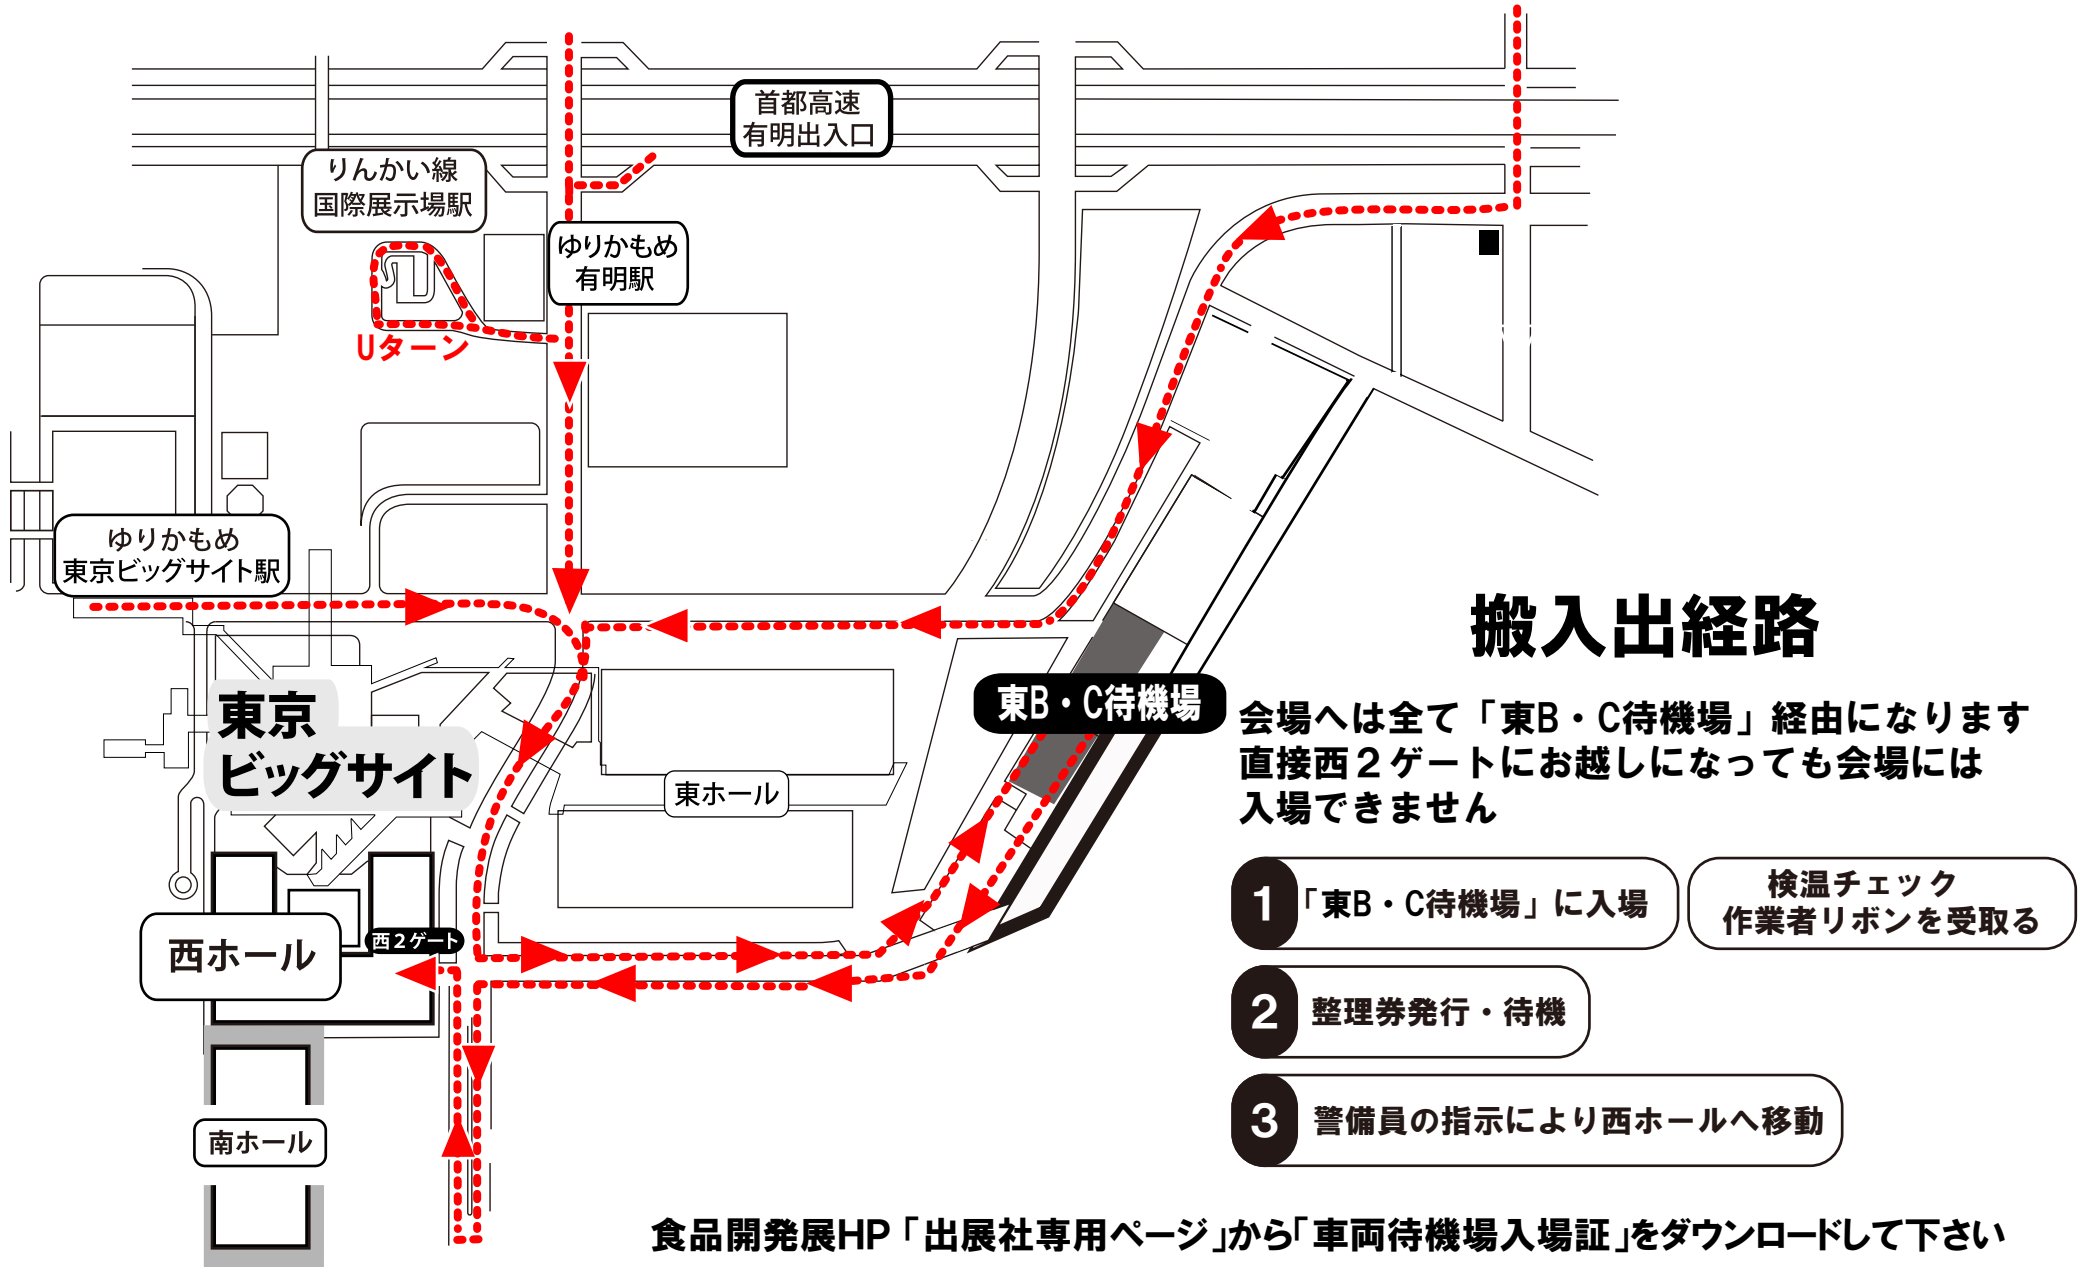 首都高速
有明出入口
りんかい線
国際展示場駅
ゆりかもめ
有明駅
Uターン
ゆりかもめ
東京ビッグサイト駅
東京
ビッグサイト
東ホール
東B・C待機場
西ホール
西2ゲート
南ホール
搬入出経路
会場へは全て「東B・C待機場」経由になります
直接西2ゲートにお越しになっても会場には
入場できません
1 「東B・C待機場」に入場
検温チェック
作業者リボンを受取る
2 整理券発行・待機
3 警備員の指示により西ホールへ移動
食品開発展HP「出展社専用ページ」から「車両待機場入場証」をダウンロードして下さい